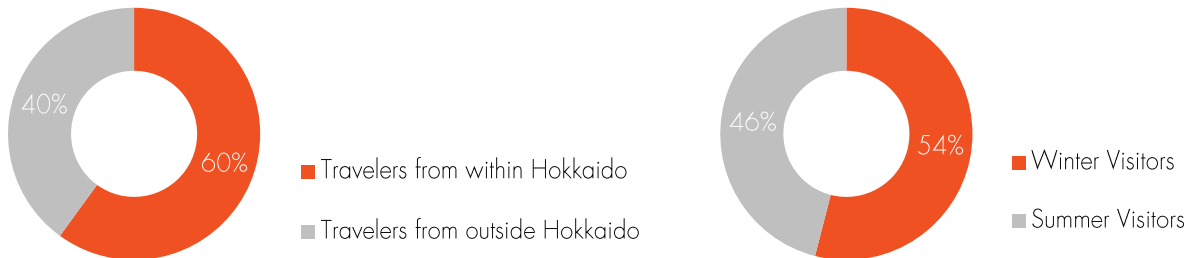 40%
60%
Travelers from within Hokkaido
Travelers from outside Hokkaido
46%
54%
Winter Visitors
Summer Visitors